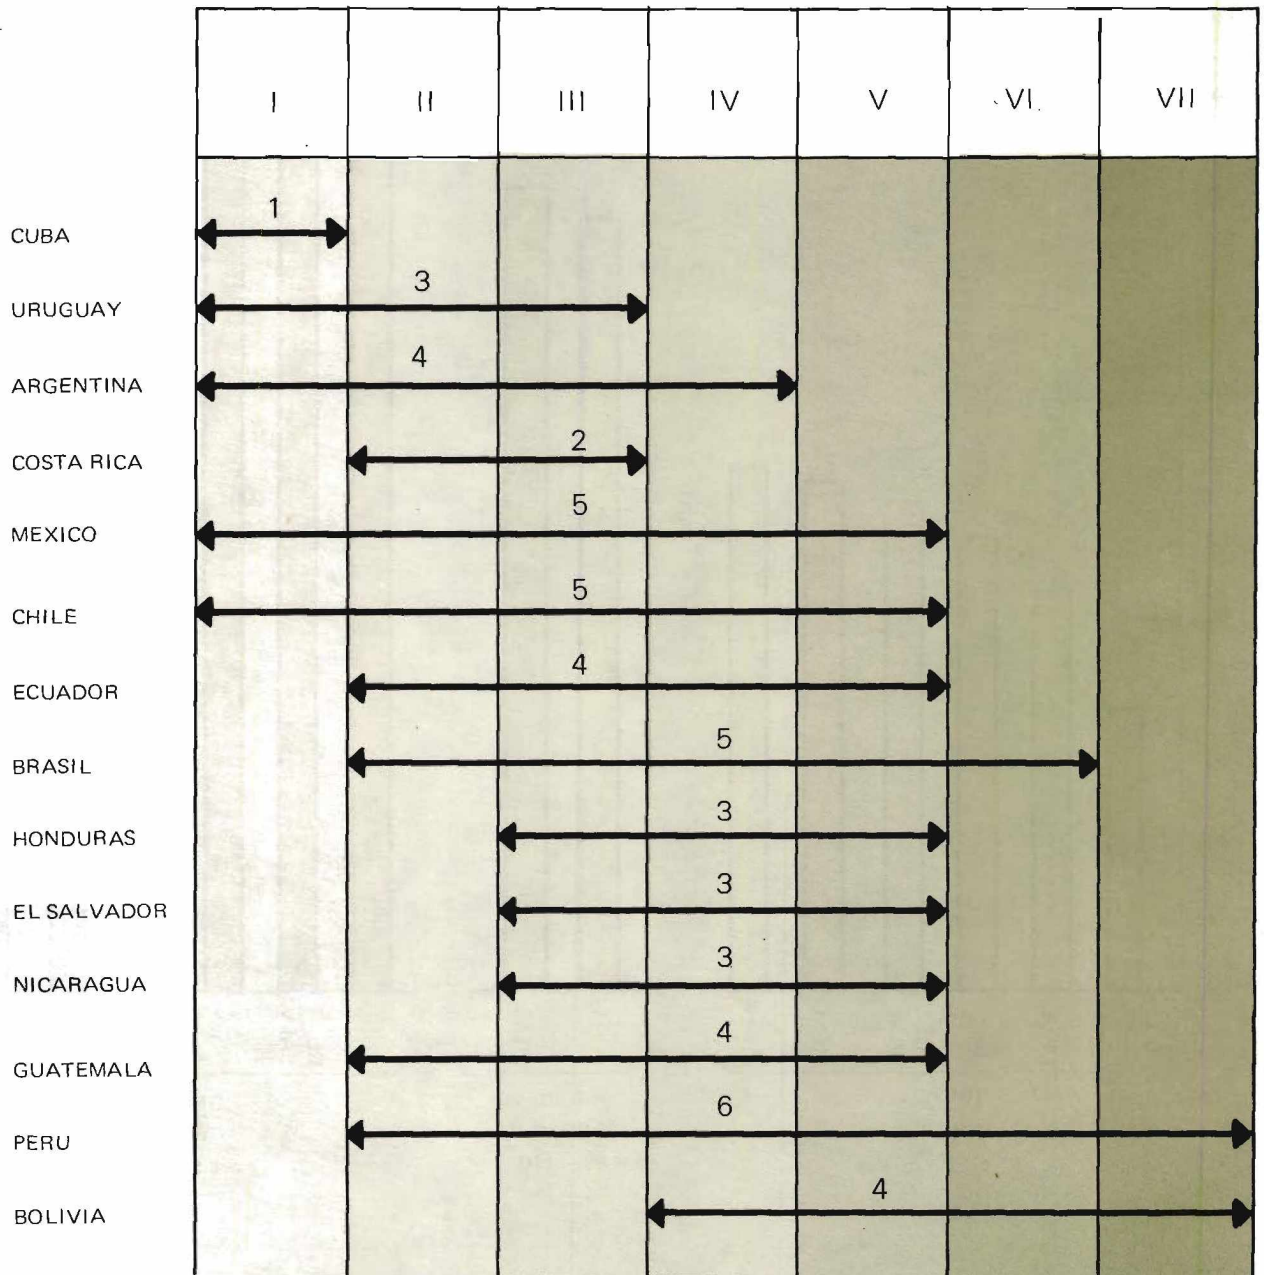 I II III IV V VI VII
1
CUBA
3
URUGUAY
4
ARGENTINA
2
COSTA RICA
5
MEXICO
5
CHILE
4
ECUADOR
5
BRASIL
3
HONDURAS
3
EL SALVADOR
3
NICARAGUA
4
GUATEMALA
6
PERU
4
BOLIVIA